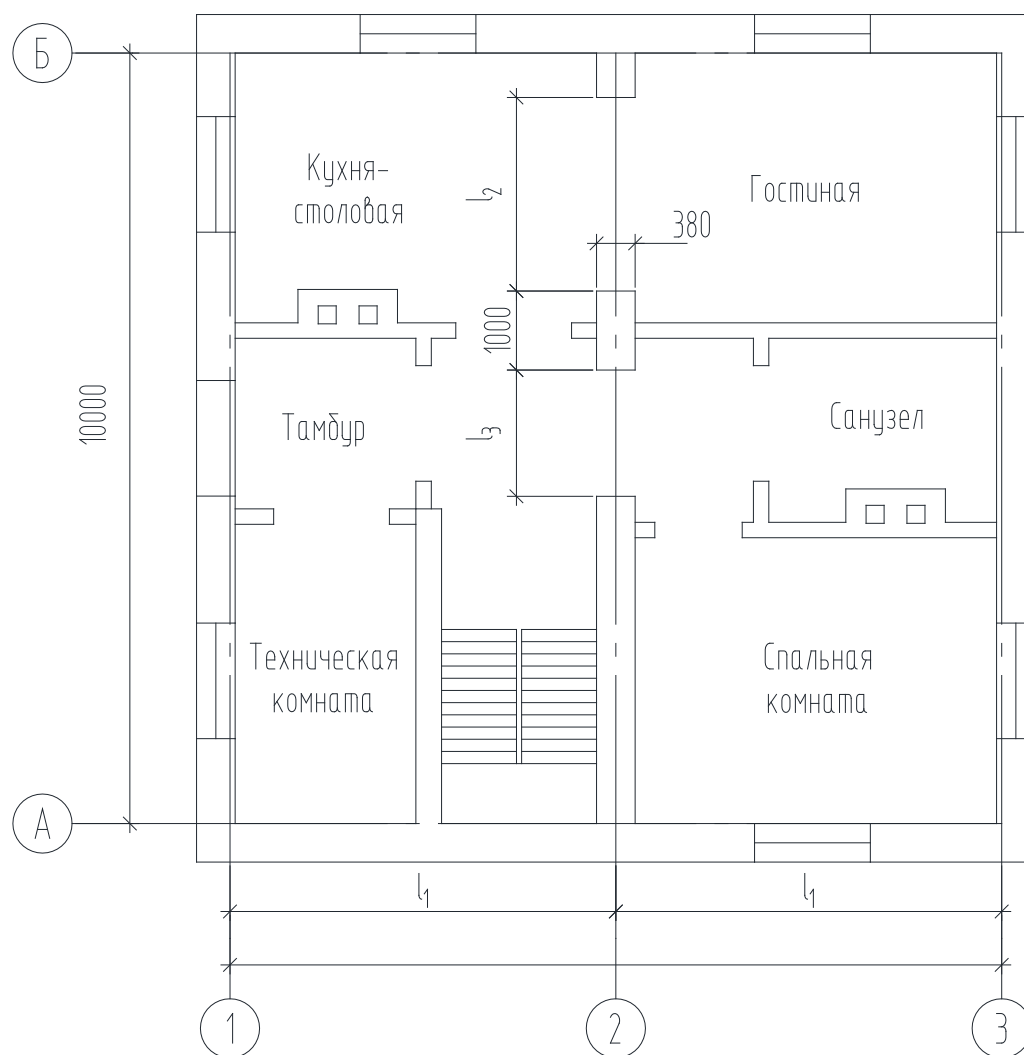 Б
Кухня-
столовая
l2
Гостиная
380
1000
10000
Тамбур
l3
Санузел
Техническая
комната
Спальная
комната
А
l1
l1
1
2
3